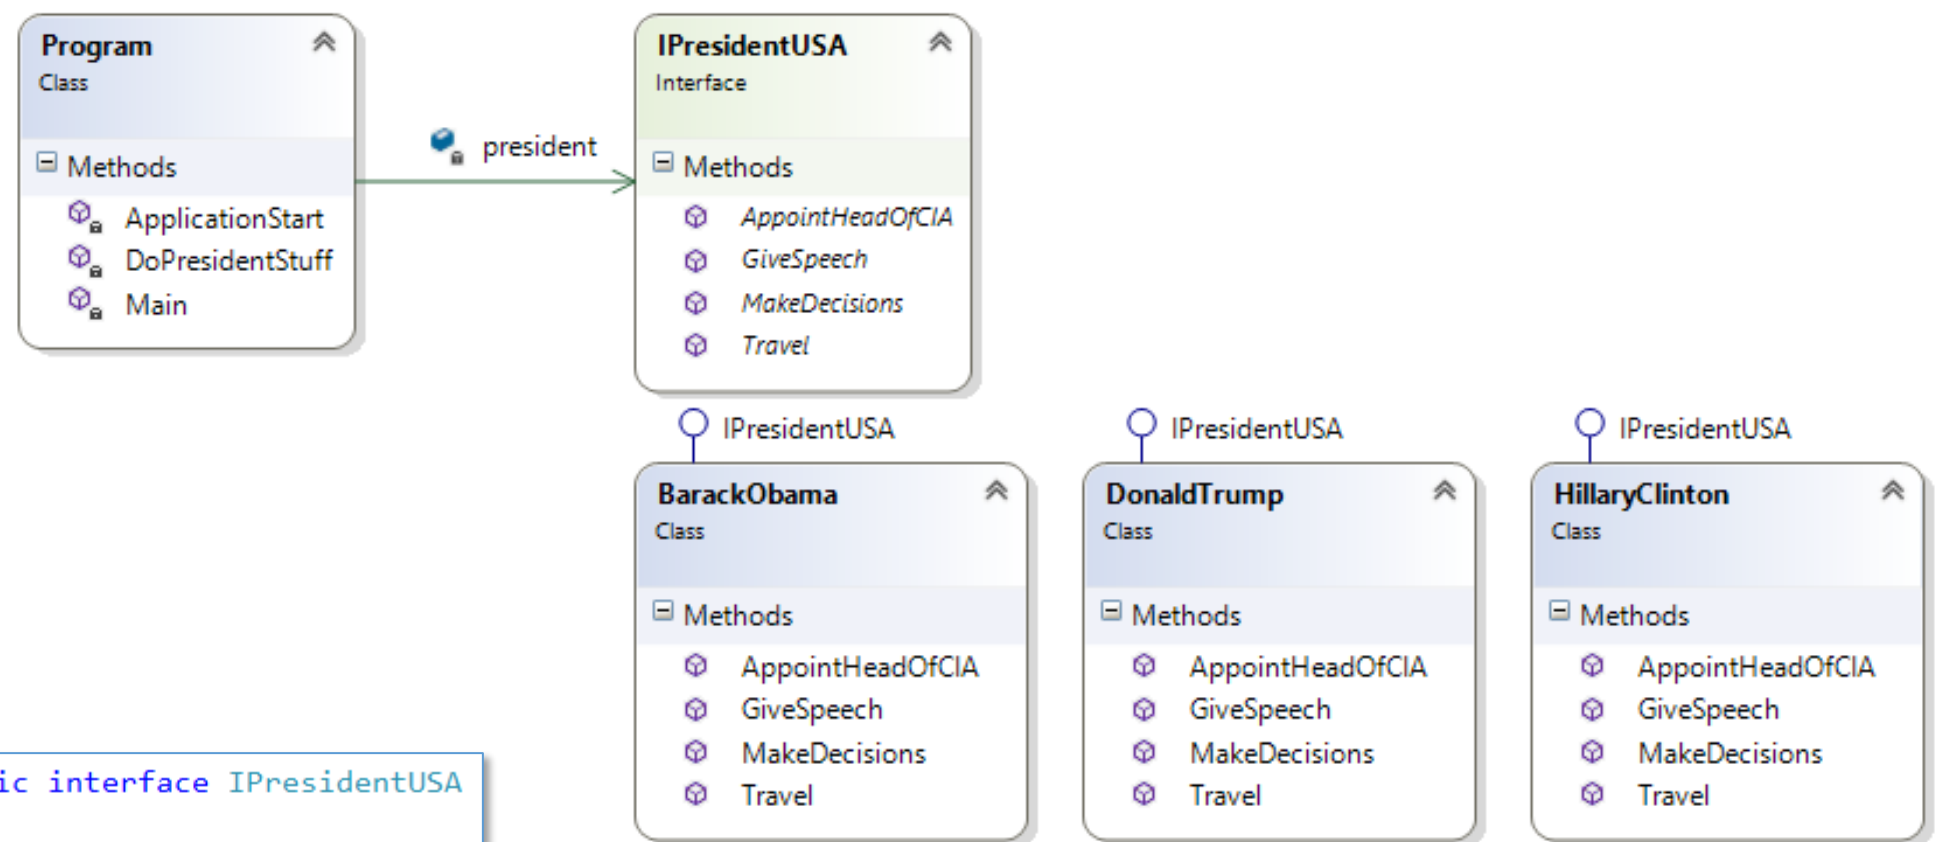 Program
Class
Methods
ApplicationStart
DoPresidentStuff
Main
president
IPresidentUSA
Interface
Methods
AppointHeadOfCIA
GiveSpeech
MakeDecisions
Travel
IPresidentUSA
BarackObama
Class
Methods
AppointHeadOfCIA
GiveSpeech
MakeDecisions
Travel
IPresidentUSA
DonaldTrump
Class
Methods
AppointHeadOfCIA
GiveSpeech
MakeDecisions
Travel
IPresidentUSA
HillaryClinton
Class
Methods
AppointHeadOfCIA
GiveSpeech
MakeDecisions
Travel
ic interface IPresidentUSA